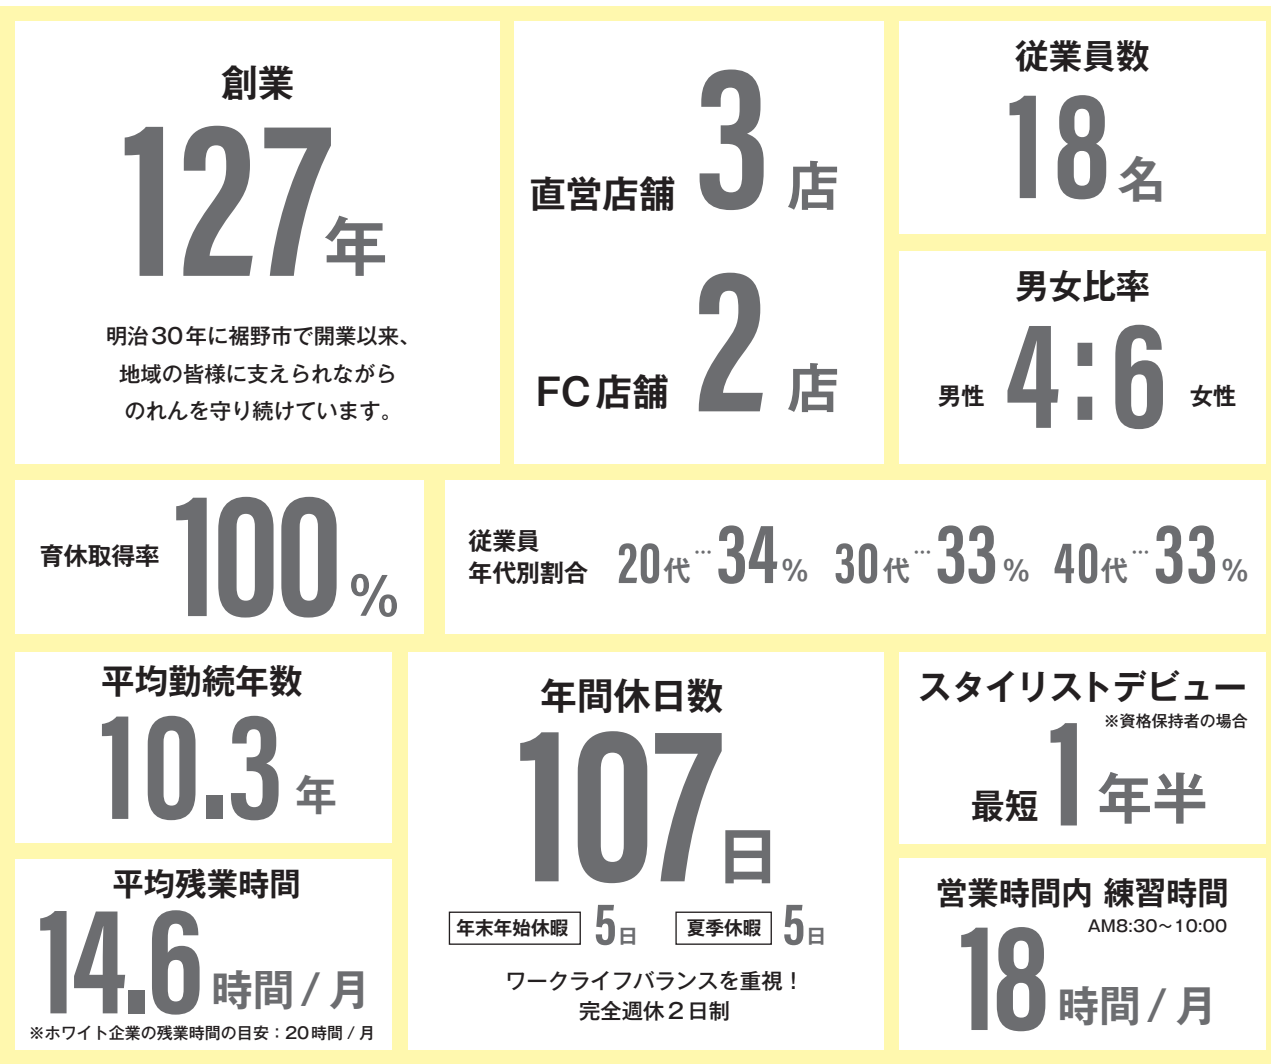 創業
127年
明治30年に裾野市で開業以来、
地域の皆様に支えられながら
のれんを守り続けています。
直営店舗 3店
FC店舗 2店
従業員数
18名
男女比率
男性 4:6 女性
育休取得率 100%
従業員
年代別割合
20代…34% 30代…33% 40代…33%
平均勤続年数
10.3年
平均残業時間
14.6時間/月
※ホワイト企業の残業時間の目安：20時間/月
年間休日数
107日
年末年始休暇 5日 夏季休暇 5日
ワークライフバランスを重視！
完全週休2日制
スタイリストデビュー
※資格保持者の場合
最短1年半
営業時間内 練習時間
AM8:30~10:00
18時間/月